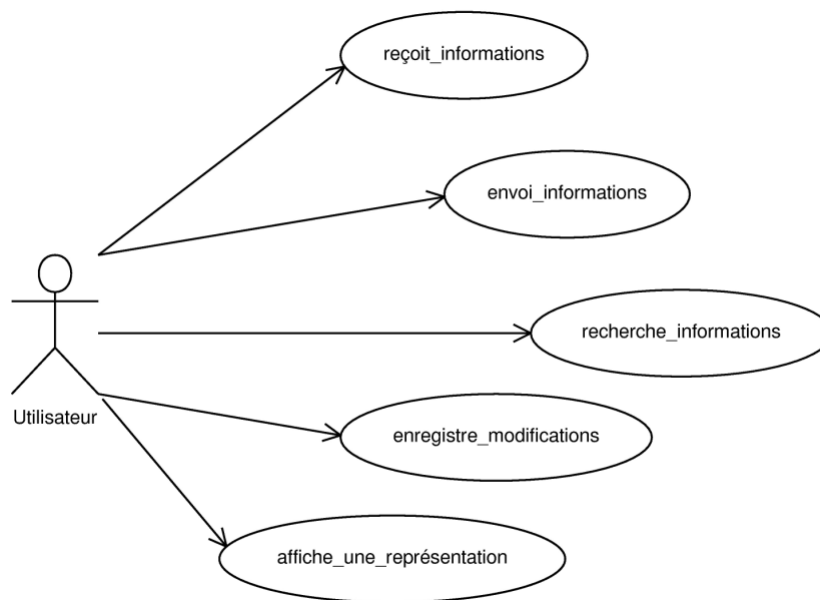 reçoit_informations
envoi_informations
recherche_informations
Utilisateur
enregistre_modifications
affiche_une_représentation